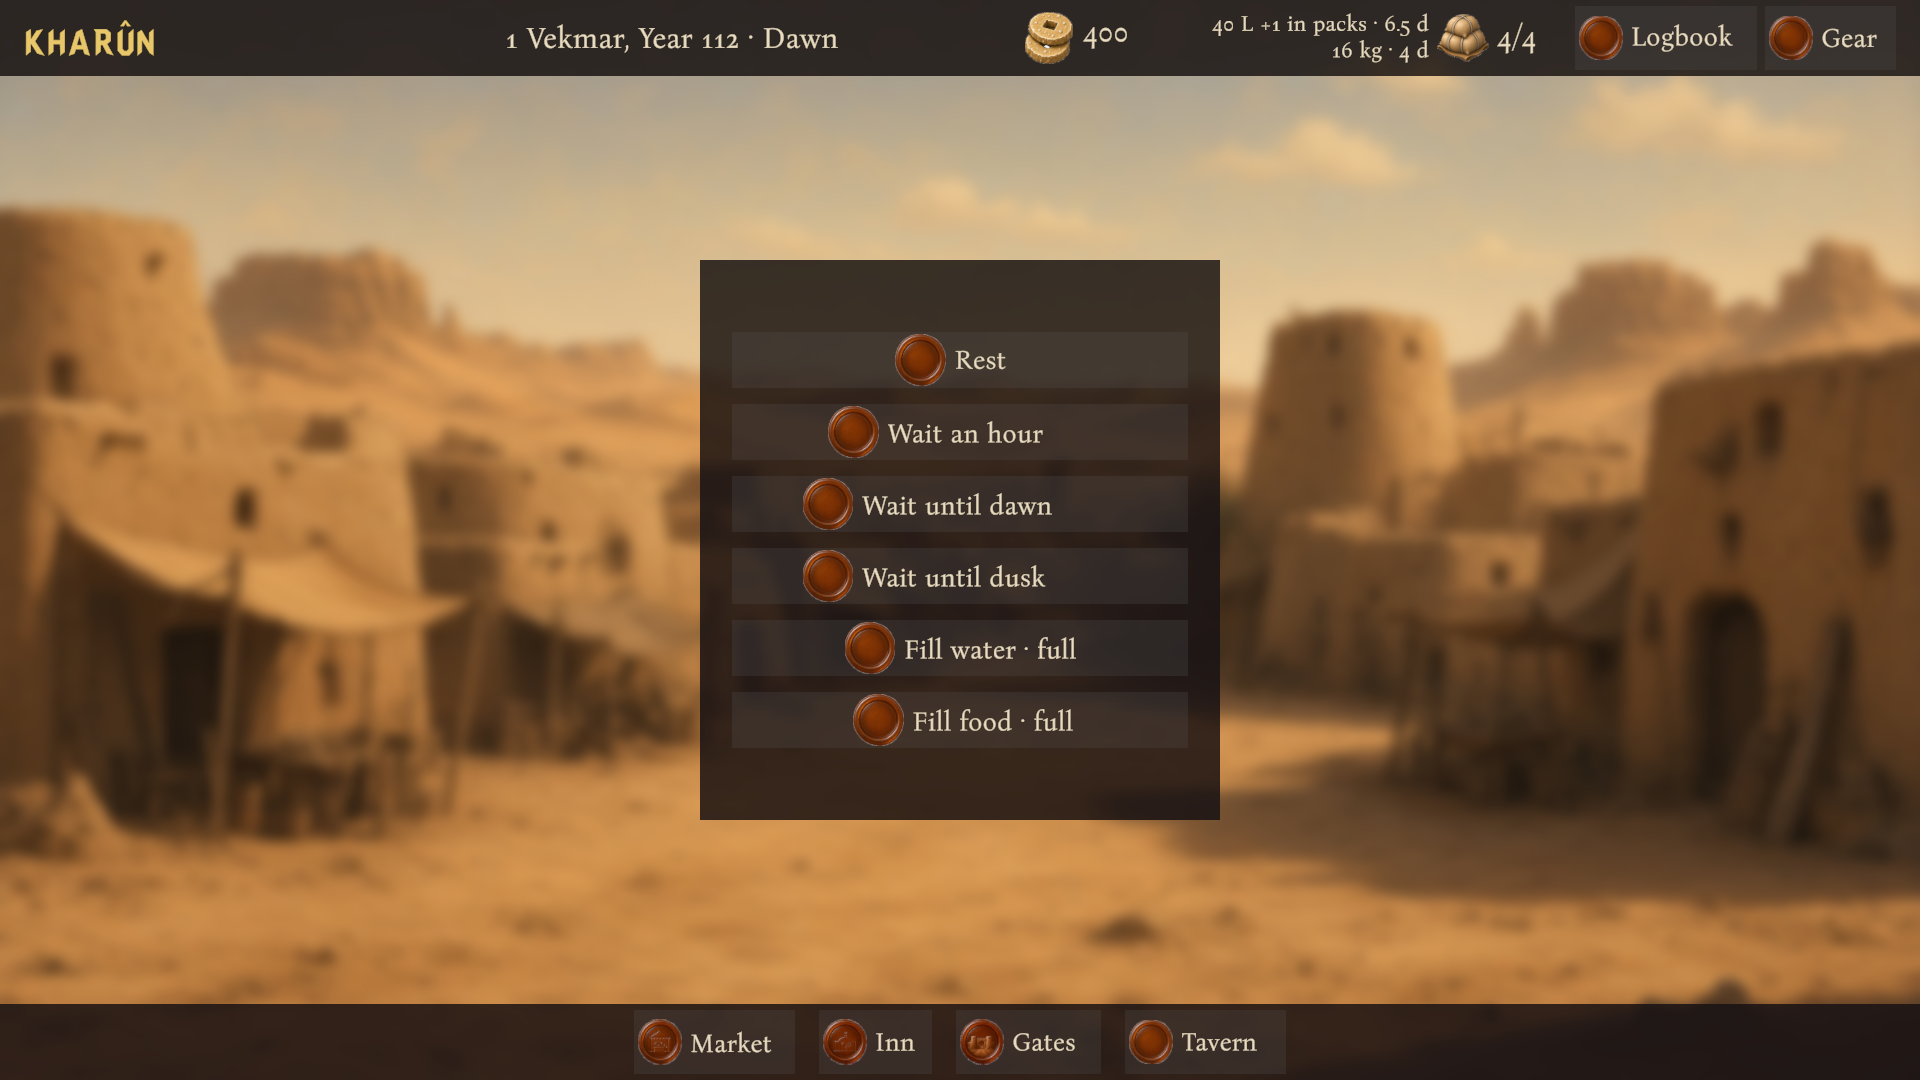 KHARÛN
1 Vekmar, Year 112 · Dawn
400
40 L +1 in packs · 6.5 d
16 kg · 4 d
4/4
Logbook
Gear
Rest
Wait an hour
Wait until dawn
Wait until dusk
Fill water · full
Fill food · full
Market
Inn
Gates
Tavern